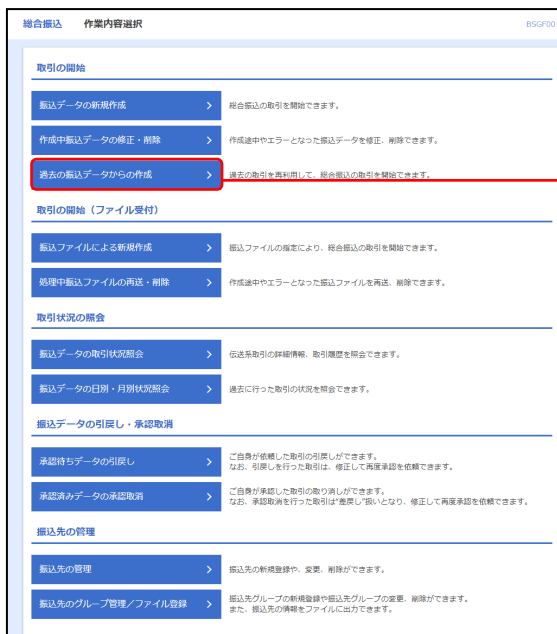 総合振込 作業内容選択 BSGF00
取引の開始
振込データの新規作成 総合振込の取引を開始できます。
作成中振込データの修正・削除 作成途中やエラーとなった振込データを修正、削除できます。
過去の振込データからの作成 過去の取引を再利用して、総合振込の取引を開始できます。
取引の開始（ファイル受付）
振込ファイルによる新規作成 振込ファイルの指定により、総合振込の取引を開始できます。
処理中振込ファイルの再送・削除 作成途中やエラーとなった振込ファイルを再送、削除できます。
取引状況の照会
振込データの取引状況照会 伝送系取引の詳細情報、取引履歴を照会できます。
振込データの日別・月別状況照会 過去に行った取引の状況を照会できます。
振込データの引戻し・承認取消
承認待ちデータの引戻し ご自身が依頼した取引の引戻しができます。
なお、引戻しを行った取引は、修正して再度承認を依頼できます。
承認済みデータの承認取消 ご自身が承認した取引の取り消しができます。
なお、承認取消を行った取引は“差戻し”扱いとなり、修正して再度承認を依頼できます。
振込先の管理
振込先の管理 振込先の新規登録や、変更、削除ができます。
振込先のグループ管理／ファイル登録 振込先グループの新規登録や振込先グループの変更、削除ができます。
また、振込先の情報をファイルに出力できます。